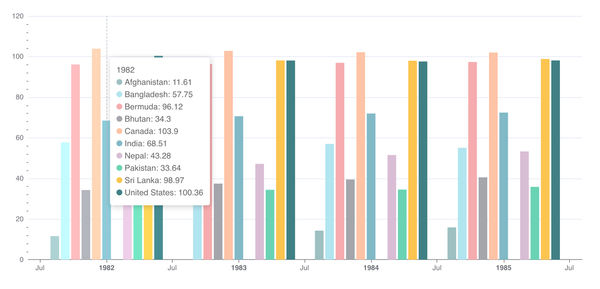 120
100
80
60
40
20
0
1982
Afghanistan: 11.61
Bangladesh: 57.75
Bermuda: 96.12
Bhutan: 34.3
Canada: 103.9
India: 68.51
Nepal: 43.28
Pakistan: 33.64
Sri Lanka: 98.97
United States: 100.36
Jul 1982 Jul 1983 Jul 1984 Jul 1985 Jul